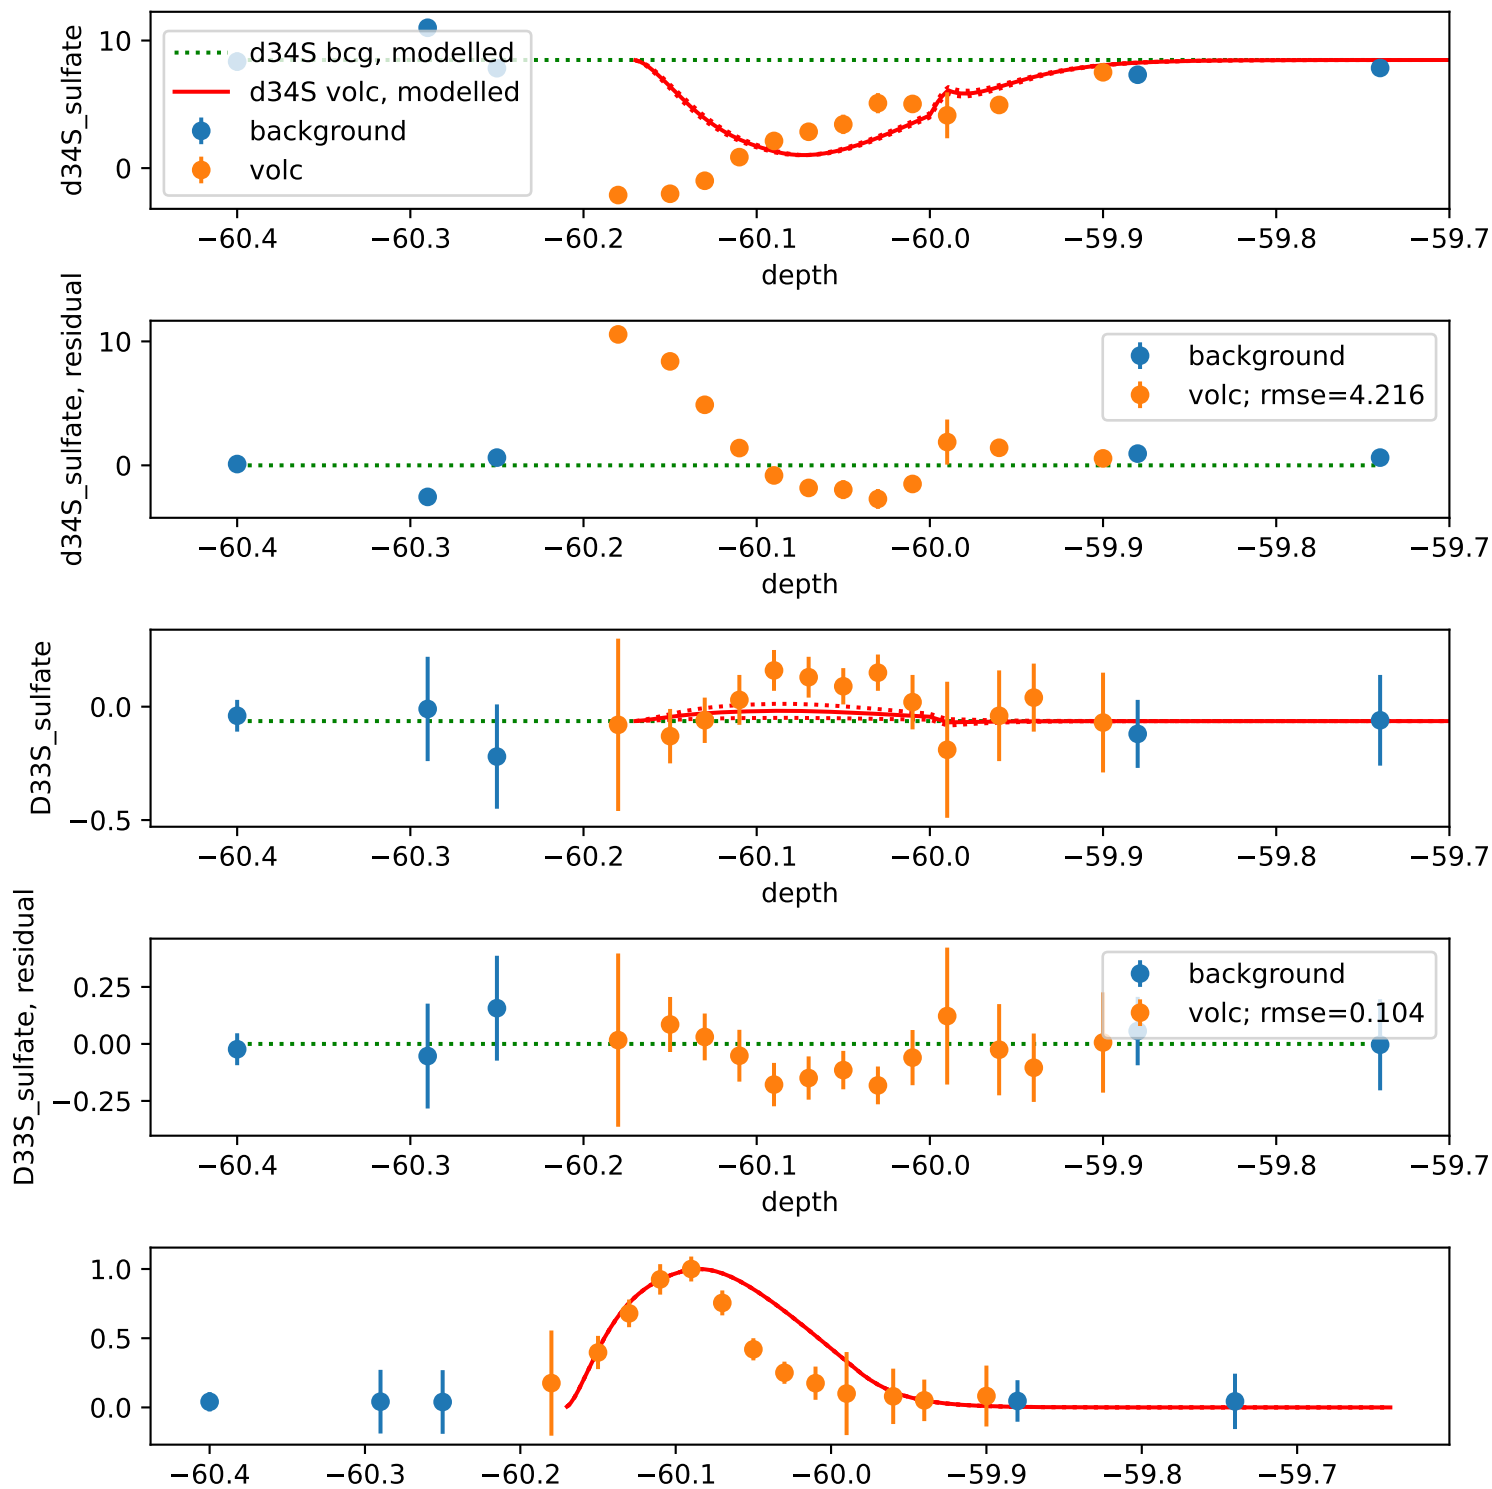 d34S_sulfate
10
0
d34S bcg, modelled
d34S volc, modelled
background
volc
−60.4 −60.3 −60.2 −60.1 −60.0 −59.9 −59.8 −59.7
depth
d34S_sulfate, residual
10
0
background
volc; rmse=4.216
−60.4 −60.3 −60.2 −60.1 −60.0 −59.9 −59.8 −59.7
depth
D33S_sulfate
0.0
−0.5
−60.4 −60.3 −60.2 −60.1 −60.0 −59.9 −59.8 −59.7
depth
D33S_sulfate, residual
0.25
0.00
−0.25
background
volc; rmse=0.104
−60.4 −60.3 −60.2 −60.1 −60.0 −59.9 −59.8 −59.7
depth
1.0
0.5
0.0
−60.4 −60.3 −60.2 −60.1 −60.0 −59.9 −59.8 −59.7